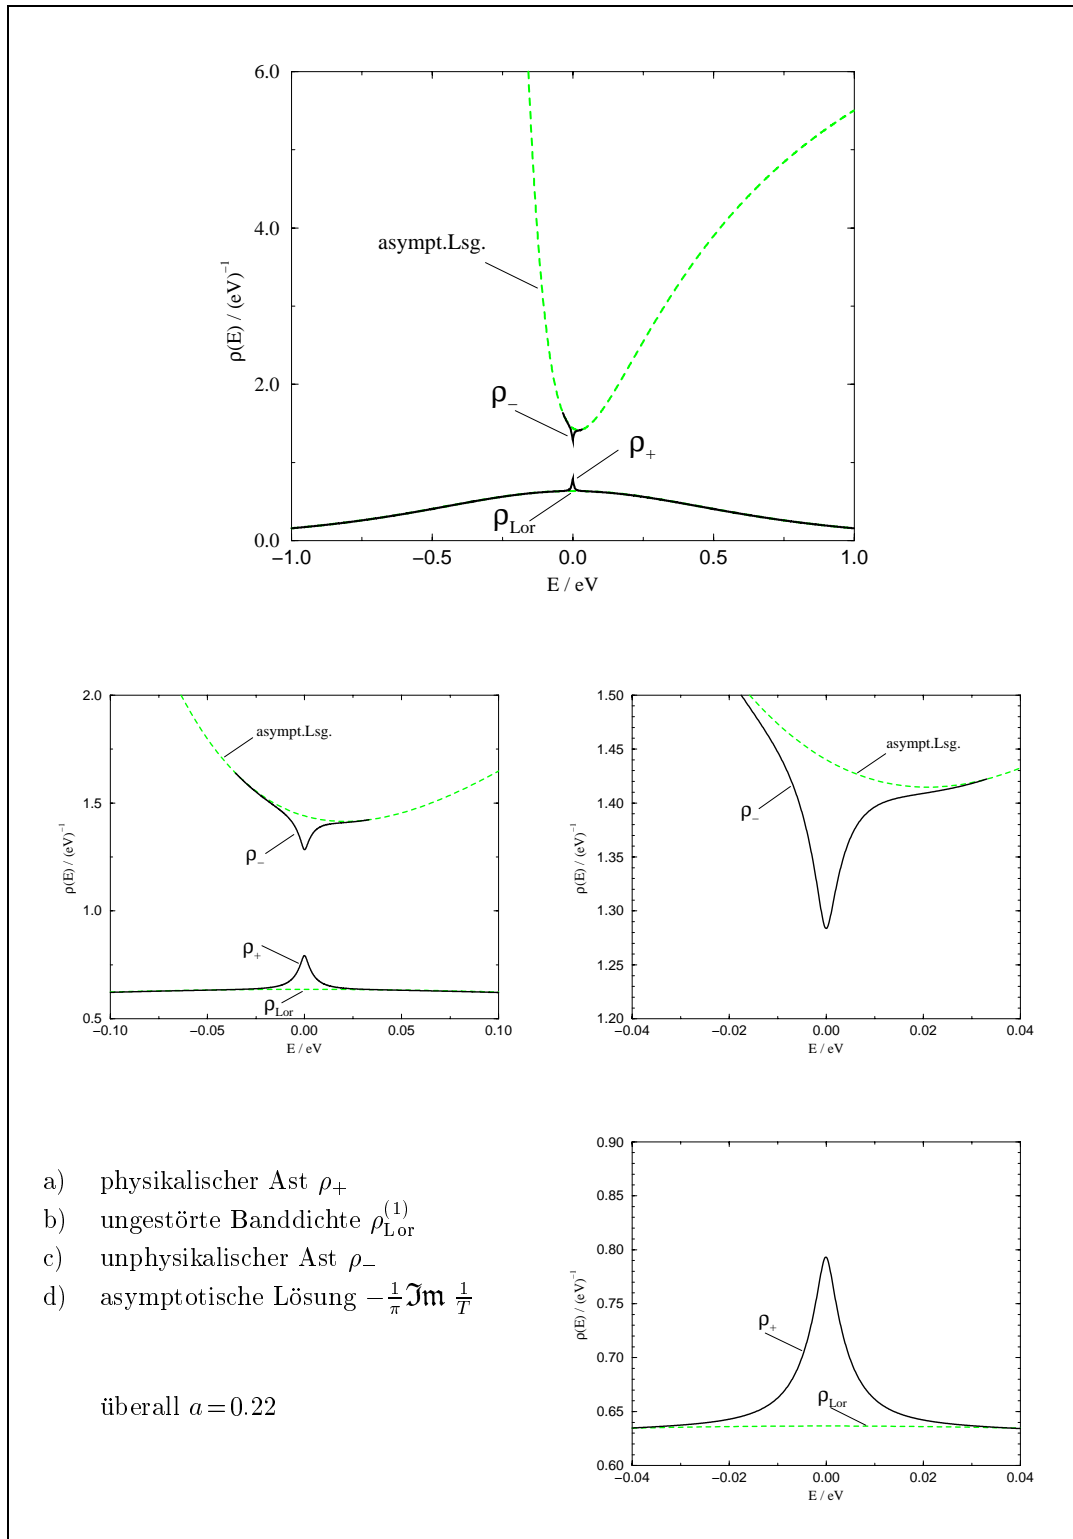 6.0
4.0
2.0
0.0
ρ(E) / (eV)⁻¹
asympt.Lsg.
ρ₋
ρ₊
ρ_Lor
−1.0 −0.5 0.0 0.5 1.0
E / eV
2.0
1.5
1.0
0.5
ρ(E) / (eV)⁻¹
asympt.Lsg.
ρ₋
ρ₊
ρ_Lor
−0.10 −0.05 0.00 0.05 0.10
E / eV
1.50
1.45
1.40
1.35
1.30
1.25
1.20
ρ(E) / (eV)⁻¹
asympt.Lsg.
ρ₋
−0.04 −0.02 0.00 0.02 0.04
E / eV
a) physikalischer Ast ρ₊
b) ungestörte Banddichte ρ_Lor^(1)
c) unphysikalischer Ast ρ₋
d) asymptotische Lösung −1/π ℑm 1/T
überall a=0.22
0.90
0.85
0.80
0.75
0.70
0.65
0.60
ρ(E) / (eV)⁻¹
ρ₊
ρ_Lor
−0.04 −0.02 0.00 0.02 0.04
E / eV